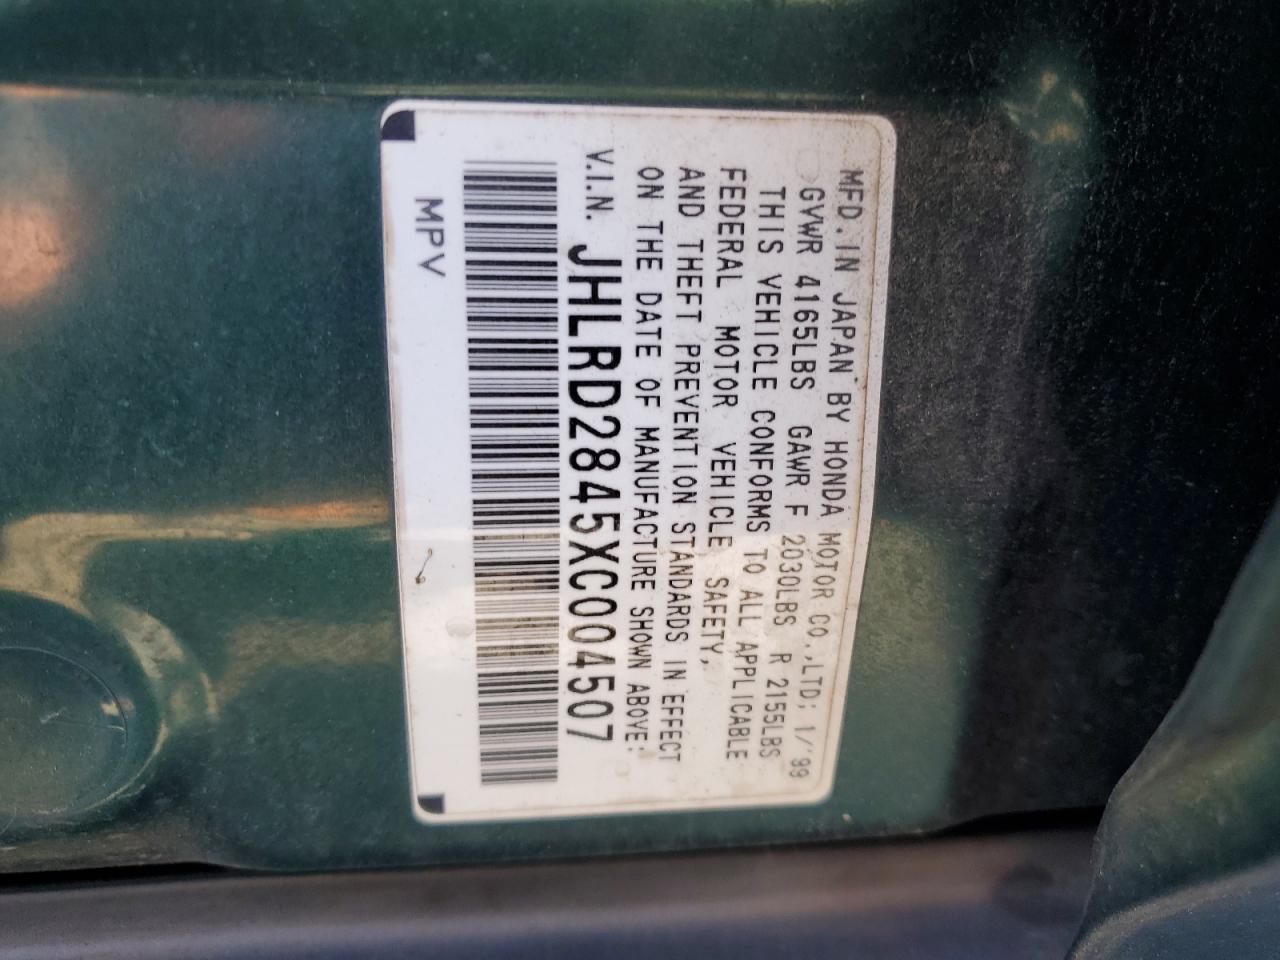 MFD. IN JAPAN BY HONDA MOTOR CO.,LTD; 1/'99
GVWR 4165LBS GAWR F 2030LBS R 2155LBS
THIS VEHICLE CONFORMS TO ALL APPLICABLE
FEDERAL MOTOR VEHICLE SAFETY,
AND THEFT PREVENTION STANDARDS IN EFFECT
ON THE DATE OF MANUFACTURE SHOWN ABOVE:
V.I.N. JHLRD2845XC004507
MPV